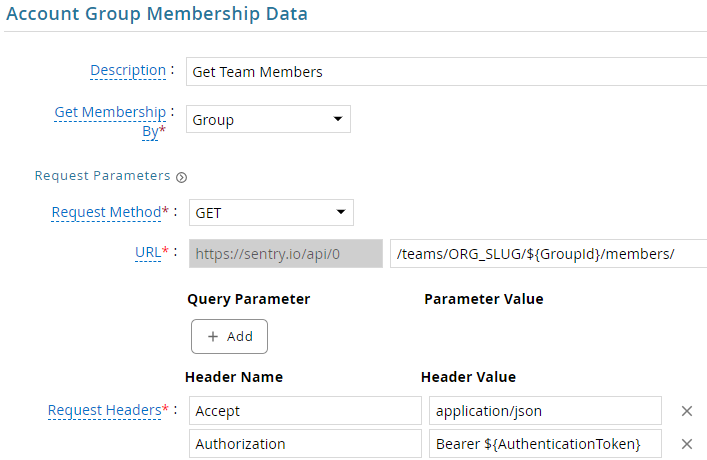 Account Group Membership Data
Description : Get Team Members
Get Membership : Group
By*
Request Parameters
Request Method* : GET
URL* : https://sentry.io/api/0 /teams/ORG_SLUG/${GroupId}/members/
Query Parameter Parameter Value
+ Add
Header Name Header Value
Request Headers* : Accept application/json
Authorization Bearer ${AuthenticationToken}